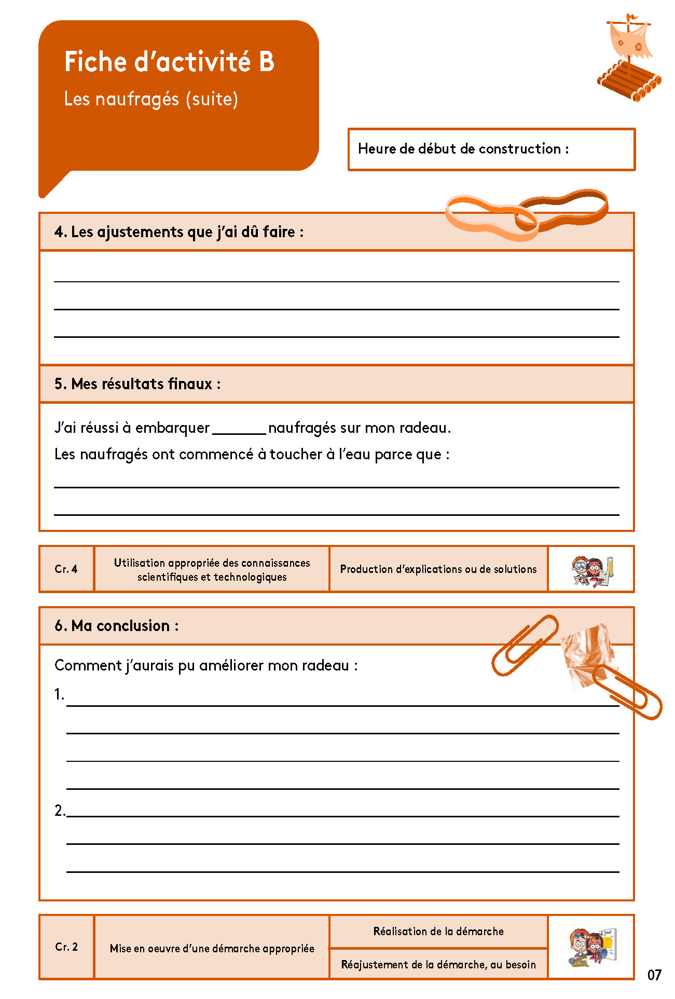 Fiche d’activité B
Les naufragés (suite)
Heure de début de construction :
4. Les ajustements que j’ai dû faire :
5. Mes résultats finaux :
J’ai réussi à embarquer _______ naufragés sur mon radeau.
Les naufragés ont commencé à toucher à l’eau parce que :
Cr. 4
Utilisation appropriée des connaissances
scientifiques et technologiques
Production d’explications ou de solutions
6. Ma conclusion :
Comment j’aurais pu améliorer mon radeau :
1.
2.
Cr. 2
Mise en oeuvre d’une démarche appropriée
Réalisation de la démarche
Réajustement de la démarche, au besoin
07